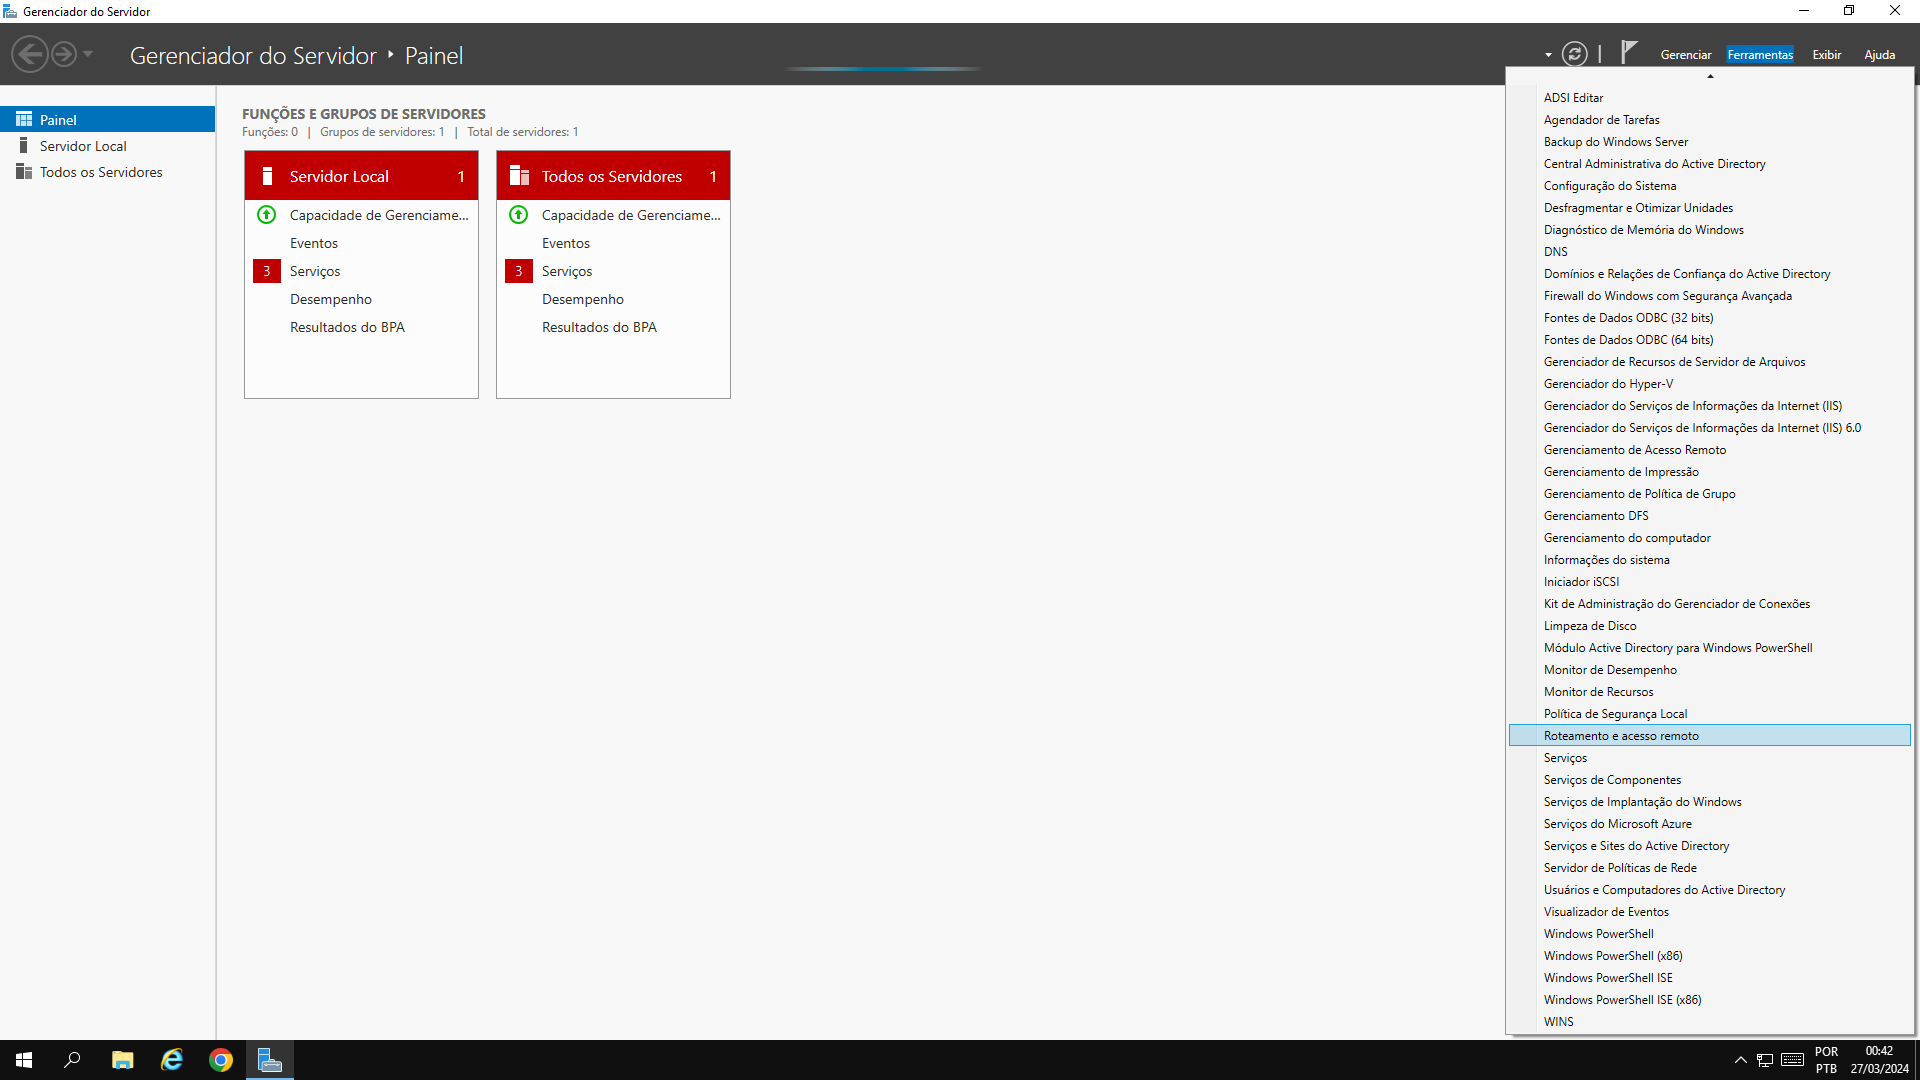 Gerenciador do Servidor
Gerenciador do Servidor ‣ Painel
Gerenciar Ferramentas Exibir Ajuda
Painel
Servidor Local
Todos os Servidores
FUNÇÕES E GRUPOS DE SERVIDORES
Funções: 0 | Grupos de servidores: 1 | Total de servidores: 1
Servidor Local 1
Capacidade de Gerenciame...
Eventos
3 Serviços
Desempenho
Resultados do BPA
Todos os Servidores 1
Capacidade de Gerenciame...
Eventos
3 Serviços
Desempenho
Resultados do BPA
ADSI Editar
Agendador de Tarefas
Backup do Windows Server
Central Administrativa do Active Directory
Configuração do Sistema
Desfragmentar e Otimizar Unidades
Diagnóstico de Memória do Windows
DNS
Domínios e Relações de Confiança do Active Directory
Firewall do Windows com Segurança Avançada
Fontes de Dados ODBC (32 bits)
Fontes de Dados ODBC (64 bits)
Gerenciador de Recursos de Servidor de Arquivos
Gerenciador do Hyper-V
Gerenciador do Serviços de Informações da Internet (IIS)
Gerenciador do Serviços de Informações da Internet (IIS) 6.0
Gerenciamento de Acesso Remoto
Gerenciamento de Impressão
Gerenciamento de Política de Grupo
Gerenciamento DFS
Gerenciamento do computador
Informações do sistema
Iniciador iSCSI
Kit de Administração do Gerenciador de Conexões
Limpeza de Disco
Módulo Active Directory para Windows PowerShell
Monitor de Desempenho
Monitor de Recursos
Política de Segurança Local
Roteamento e acesso remoto
Serviços
Serviços de Componentes
Serviços de Implantação do Windows
Serviços do Microsoft Azure
Serviços e Sites do Active Directory
Servidor de Políticas de Rede
Usuários e Computadores do Active Directory
Visualizador de Eventos
Windows PowerShell
Windows PowerShell (x86)
Windows PowerShell ISE
Windows PowerShell ISE (x86)
WINS
POR 00:42
PTB 27/03/2024